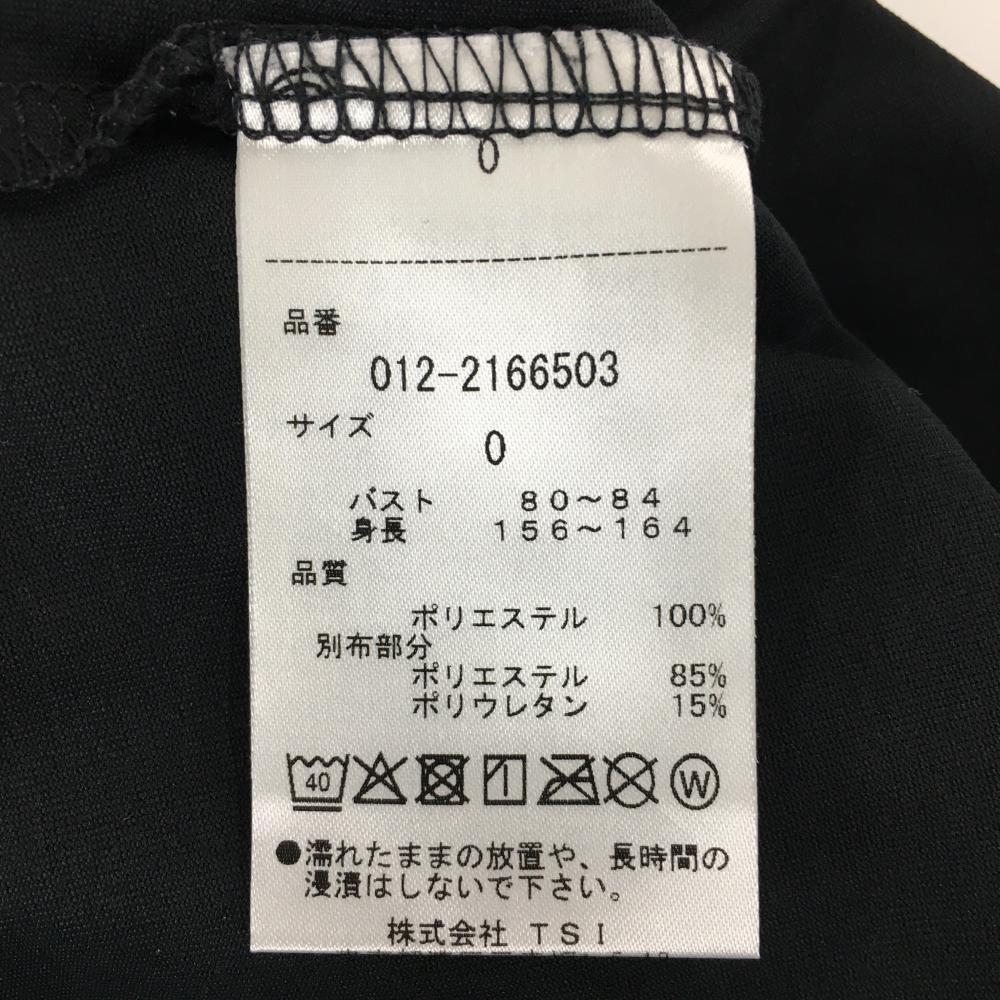 0
品番
012-2166503
サイズ
0
バスト 80～84
身長 156～164
品質
ポリエステル 100%
別布部分
ポリエステル 85%
ポリウレタン 15%
40 W
●濡れたままの放置や、長時間の
浸漬はしないで下さい。
株式会社 TSI